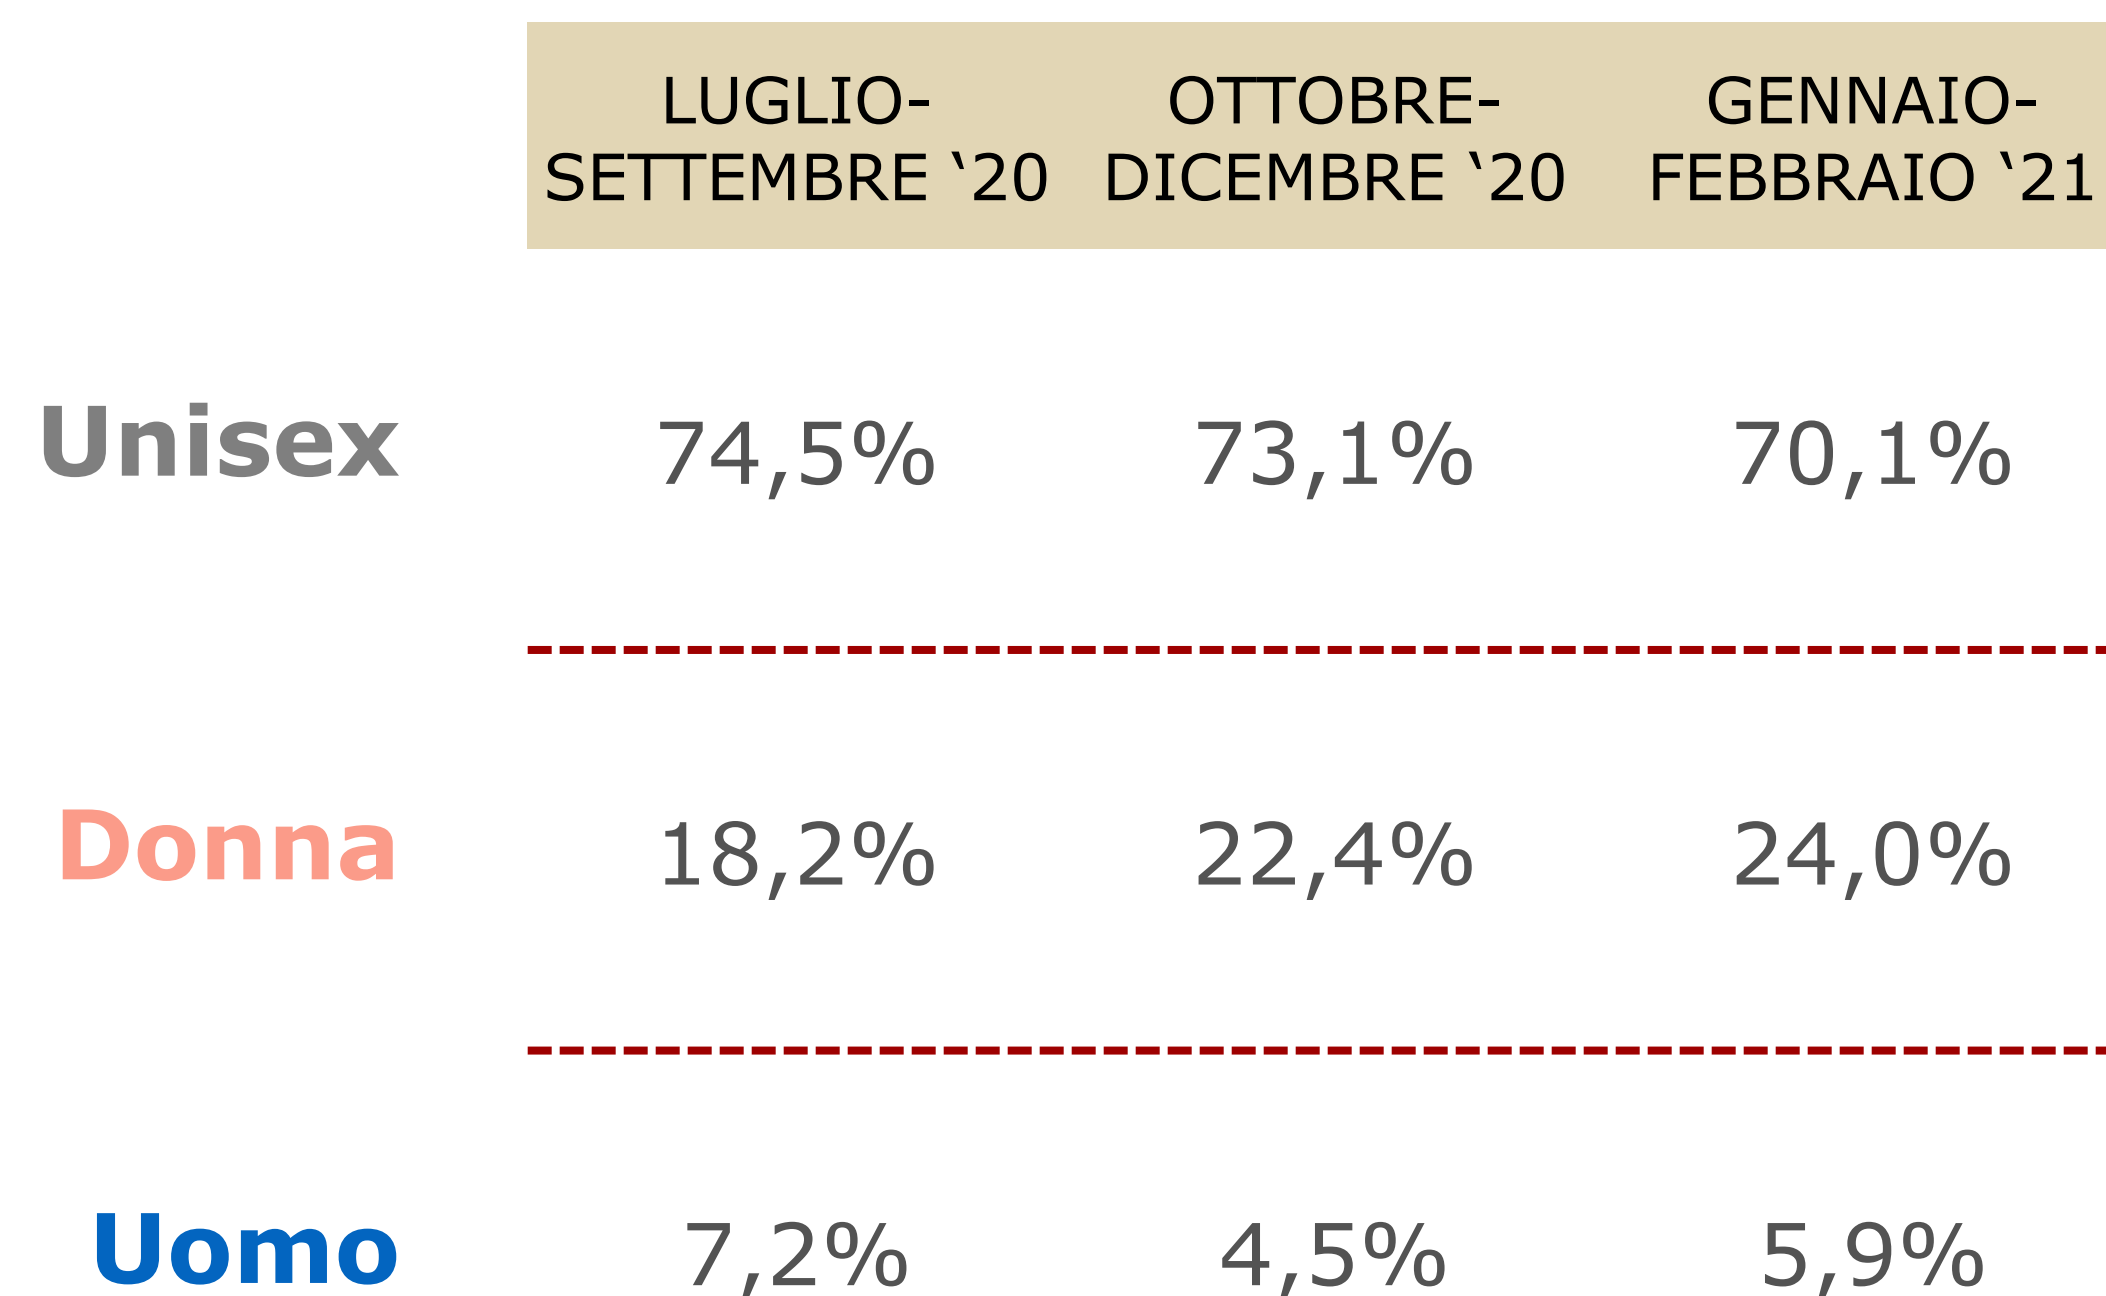 LUGLIO-
SETTEMBRE ‘20
OTTOBRE-
DICEMBRE ‘20
GENNAIO-
FEBBRAIO ‘21
Unisex 74,5% 73,1% 70,1%
Donna 18,2% 22,4% 24,0%
Uomo 7,2% 4,5% 5,9%